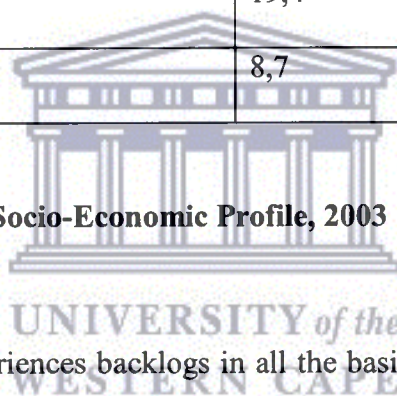 8,7
Socio-Economic Profile, 2003
UNIVERSITY of the
riences backlogs in all the basi
WESTERN CAPE